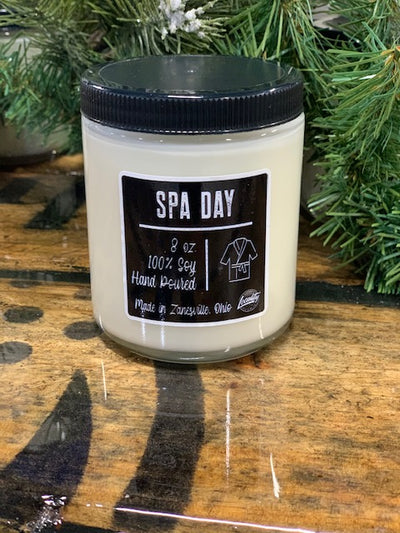 SPA DAY
8 oz
100% Soy
Hand Poured
Made in Zanesville, Ohio